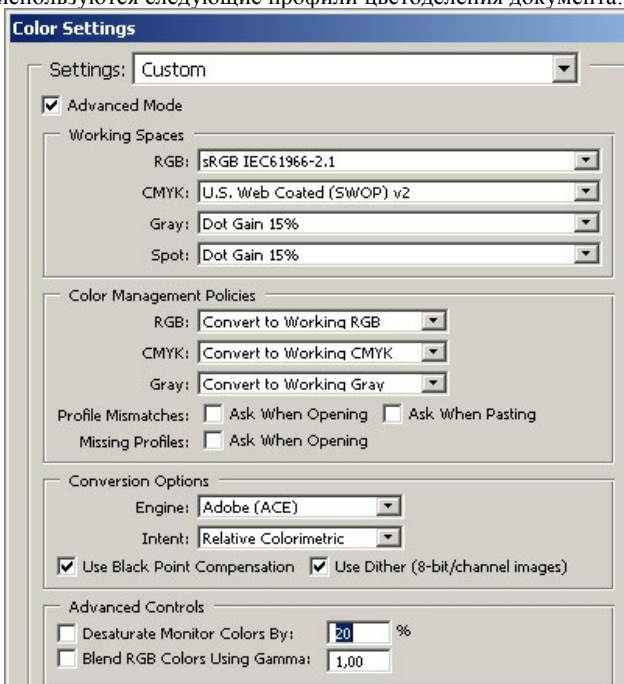 используются следующие профили цветоделения документа:
Color Settings
Settings: Custom
Advanced Mode
Working Spaces
RGB: sRGB IEC61966-2.1
CMYK: U.S. Web Coated (SWOP) v2
Gray: Dot Gain 15%
Spot: Dot Gain 15%
Color Management Policies
RGB: Convert to Working RGB
CMYK: Convert to Working CMYK
Gray: Convert to Working Gray
Profile Mismatches: Ask When Opening Ask When Pasting
Missing Profiles: Ask When Opening
Conversion Options
Engine: Adobe (ACE)
Intent: Relative Colorimetric
Use Black Point Compensation Use Dither (8-bit/channel images)
Advanced Controls
Desaturate Monitor Colors By: 20 %
Blend RGB Colors Using Gamma: 1,00